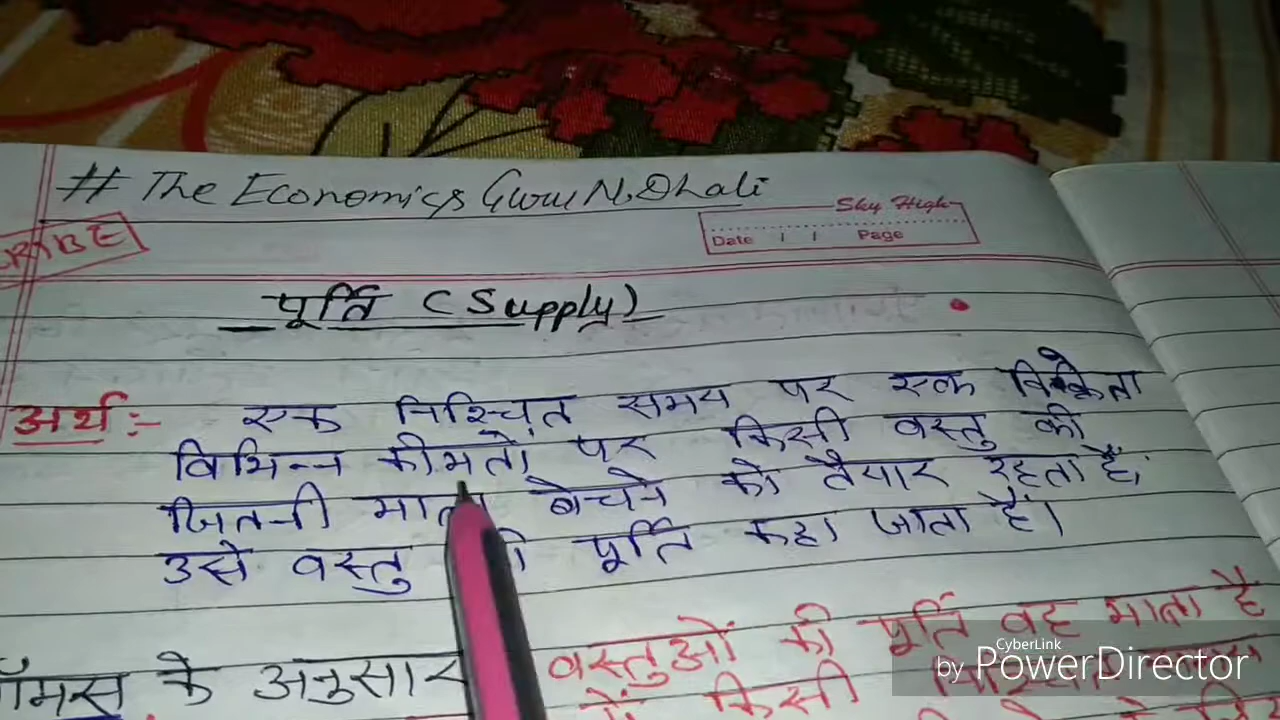 # The Economics Guru N. Dhali
Sky High
Date / / Page
पूर्ति (Supply)
अर्थ:- एक निश्चित समय पर एक विक्रेता
विभिन्न कीमतों पर किसी वस्तु की
जितनी मात्रा बेचने को तैयार रहता है,
उसे वस्तु पूर्ति कहा जाता है।
के अनुसार वस्तुओं की पूर्ति वह मात्रा है
में किसी
CyberLink
by PowerDirector